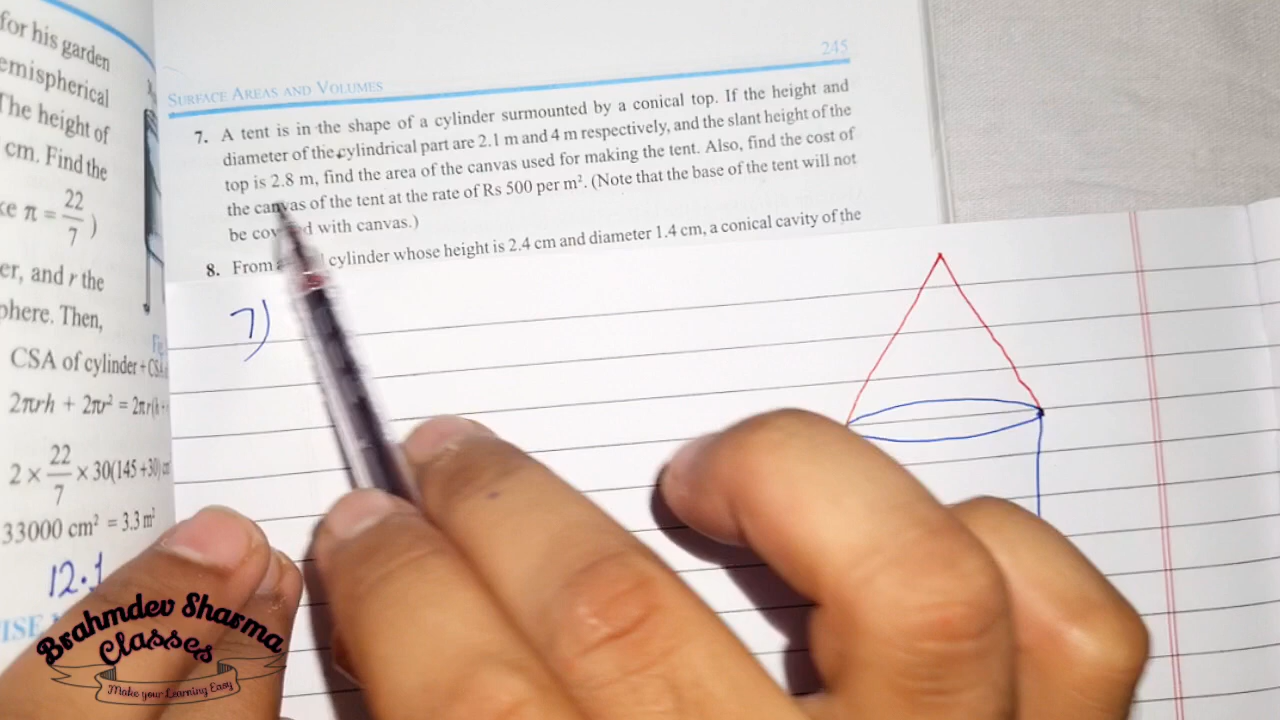 for his garden
emispherical
The height of
cm. Find the
π = 22/7 )
er, and r the
phere. Then,
CSA of cylinder + CSA
2πrh + 2πr² = 2πr(h +
2 × 22/7 × 30(145 + 30)
33000 cm² = 3.3 m²
12.1
245
SURFACE AREAS AND VOLUMES
7. A tent is in the shape of a cylinder surmounted by a conical top. If the height and
diameter of the cylindrical part are 2.1 m and 4 m respectively, and the slant height of the
top is 2.8 m, find the area of the canvas used for making the tent. Also, find the cost of
the canvas of the tent at the rate of Rs 500 per m². (Note that the base of the tent will not
be with canvas.)
8. From cylinder whose height is 2.4 cm and diameter 1.4 cm, a conical cavity of the
7)
Brahmdev Sharma
Classes
Make your Learning Easy